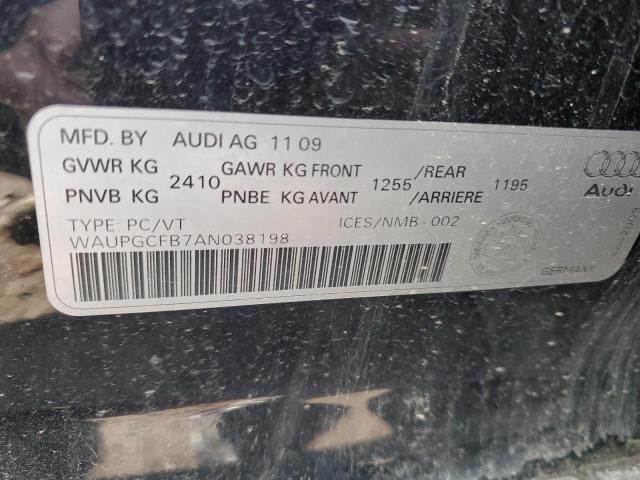 MFD. BY AUDI AG 11 09
GVWR KG 2410 GAWR KG FRONT 1255 /REAR 1195
PNVB KG PNBE KG AVANT /ARRIERE
TYPE: PC/VT ICES/NMB - 002
WAUPGCFB7AN038198
Audi
GERMANY